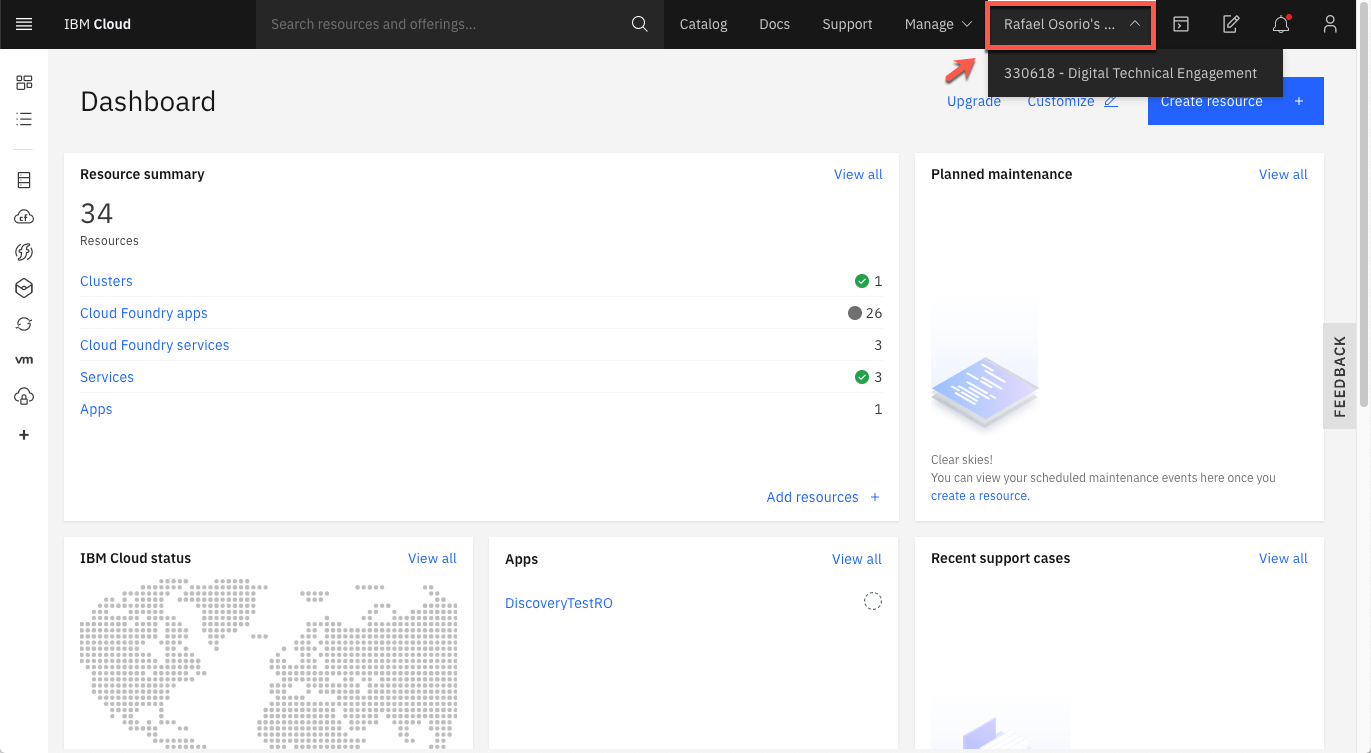 IBM Cloud
Search resources and offerings...
Catalog
Docs
Support
Manage
Rafael Osorio's ...
330618 - Digital Technical Engagement
Dashboard
Upgrade
Customize
Create resource +
Resource summary
View all
34
Resources
Clusters
1
Cloud Foundry apps
26
Cloud Foundry services
3
Services
3
Apps
1
Add resources +
Planned maintenance
View all
Clear skies!
You can view your scheduled maintenance events here once you
create a resource.
cf
vm
FEEDBACK
IBM Cloud status
View all
Apps
View all
DiscoveryTestRO
Recent support cases
View all